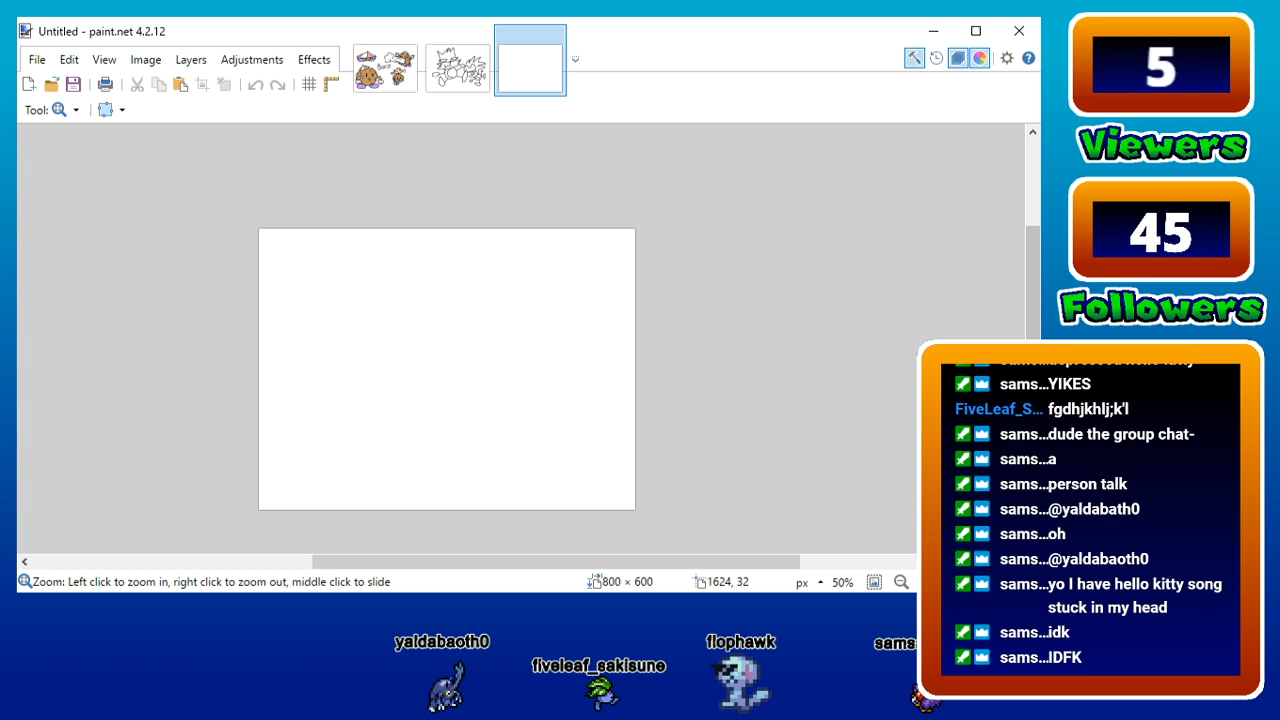 Untitled - paint.net 4.2.12
File Edit View Image Layers Adjustments Effects
Tool:
Zoom: Left click to zoom in, right click to zoom out, middle click to slide
800 × 600
1624, 32
px
50%
5
Viewers
45
Followers
sams...YIKES
FiveLeaf_S... fgdhjkhlj;k'l
sams...dude the group chat-
sams...a
sams...person talk
sams...@yaldabath0
sams...oh
sams...@yaldabaoth0
sams...yo I have hello kitty song
stuck in my head
sams...idk
sams...IDFK
yaldabaoth0
fiveleaf_sakisune
flophawk
sams